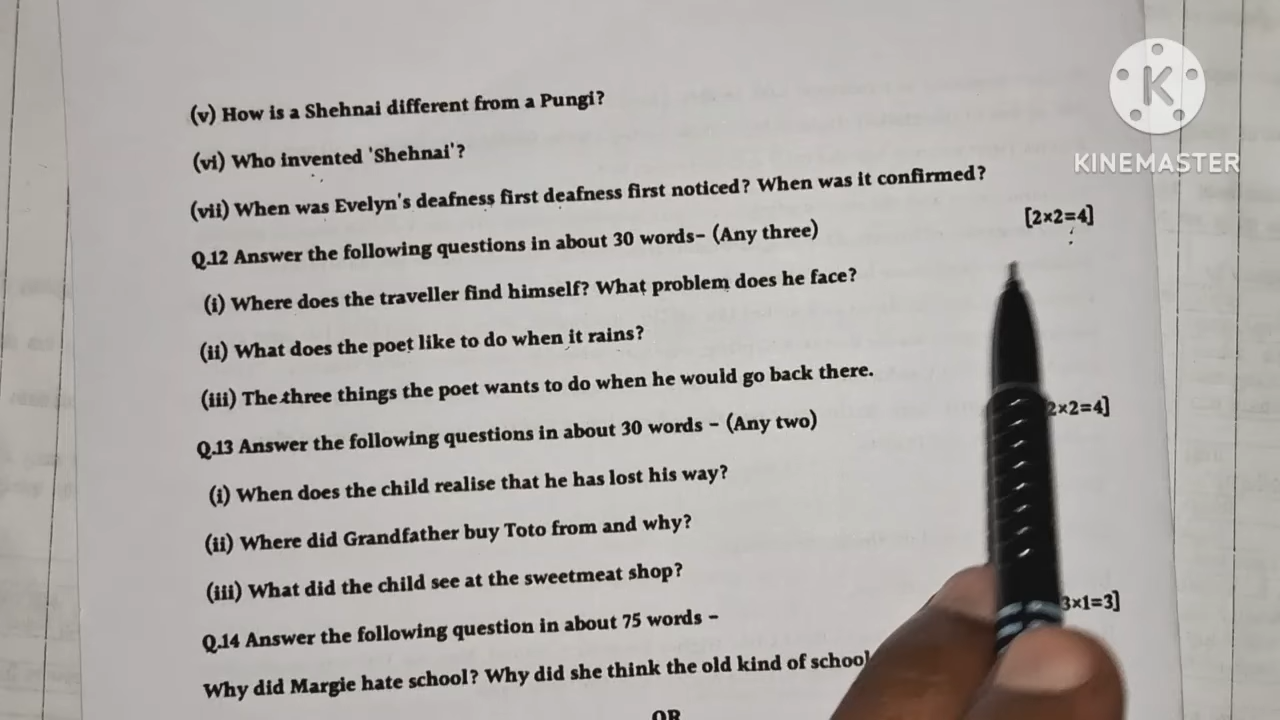 K
KINEMASTER
(v) How is a Shehnai different from a Pungi?
(vi) Who invented 'Shehnai'?
(vii) When was Evelyn's deafness first deafness first noticed? When was it confirmed?
Q.12 Answer the following questions in about 30 words- (Any three) [2×2=4]
(i) Where does the traveller find himself? What problem does he face?
(ii) What does the poet like to do when it rains?
(iii) The three things the poet wants to do when he would go back there.
Q.13 Answer the following questions in about 30 words - (Any two) 2×2=4]
(i) When does the child realise that he has lost his way?
(ii) Where did Grandfather buy Toto from and why?
(iii) What did the child see at the sweetmeat shop?
Q.14 Answer the following question in about 75 words - 3×1=3]
Why did Margie hate school? Why did she think the old kind of school
OR